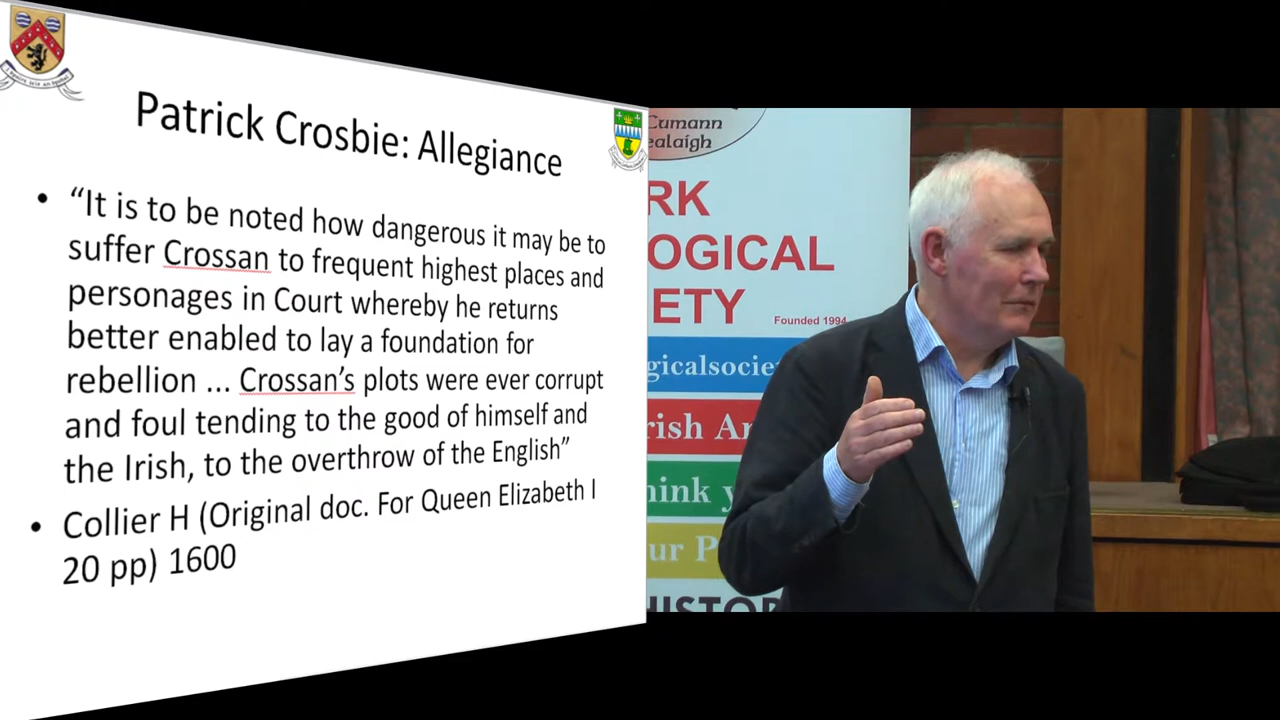 Patrick Crosbie: Allegiance
• “It is to be noted how dangerous it may be to
suffer Crossan to frequent highest places and
personages in Court whereby he returns
better enabled to lay a foundation for
rebellion ... Crossan’s plots were ever corrupt
and foul tending to the good of himself and
the Irish, to the overthrow of the English”
• Collier H (Original doc. For Queen Elizabeth I
20 pp) 1600
Cumann
ealaigh
RK
OGICAL
ETY
Founded 1994
gicalsocie
rish Ar
hink y
ur P
HISTO